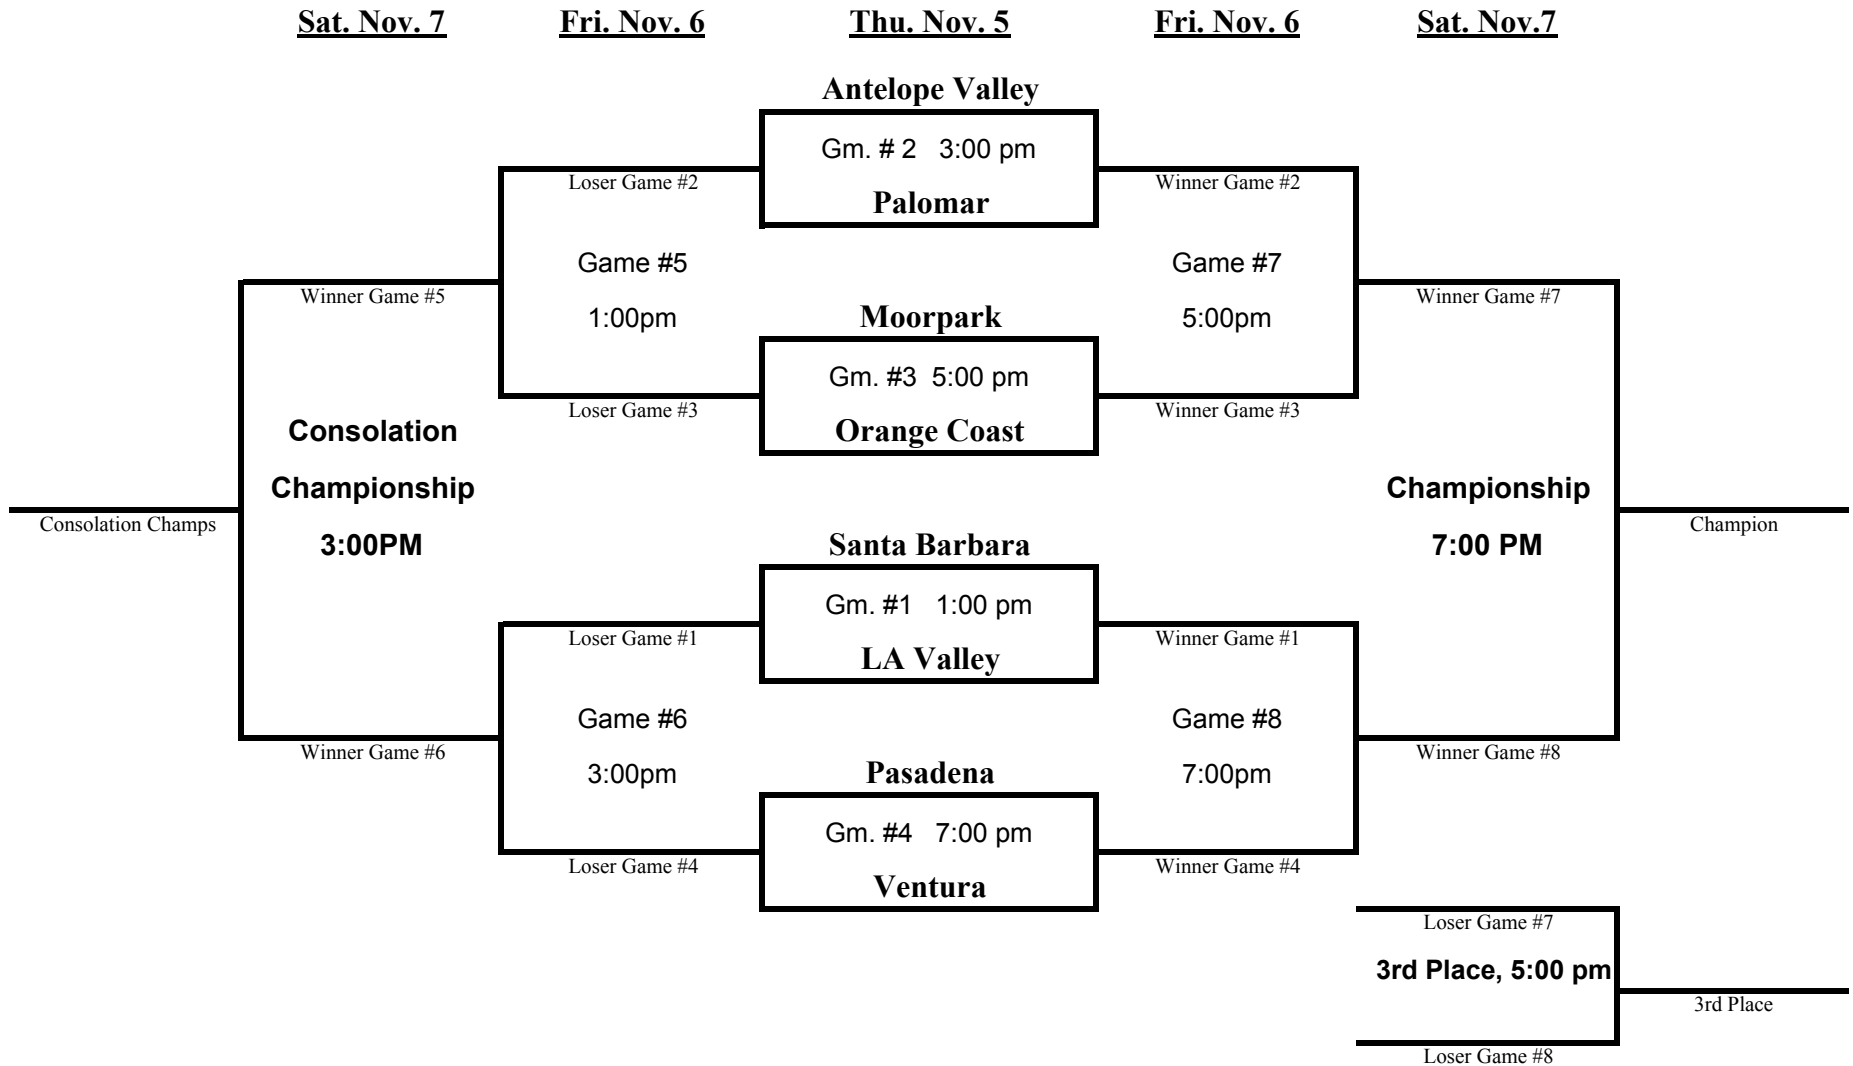 Sat. Nov. 7
Fri. Nov. 6
Thu. Nov. 5
Fri. Nov. 6
Sat. Nov.7
Antelope Valley
Gm. # 2 3:00 pm
Palomar
Loser Game #2
Winner Game #2
Game #5
1:00pm
Game #7
5:00pm
Winner Game #5
Winner Game #7
Moorpark
Gm. #3 5:00 pm
Orange Coast
Loser Game #3
Winner Game #3
Consolation
Championship
3:00PM
Consolation Champs
Championship
7:00 PM
Champion
Santa Barbara
Gm. #1 1:00 pm
LA Valley
Loser Game #1
Winner Game #1
Game #6
3:00pm
Game #8
7:00pm
Winner Game #6
Winner Game #8
Pasadena
Gm. #4 7:00 pm
Ventura
Loser Game #4
Winner Game #4
Loser Game #7
3rd Place, 5:00 pm
3rd Place
Loser Game #8